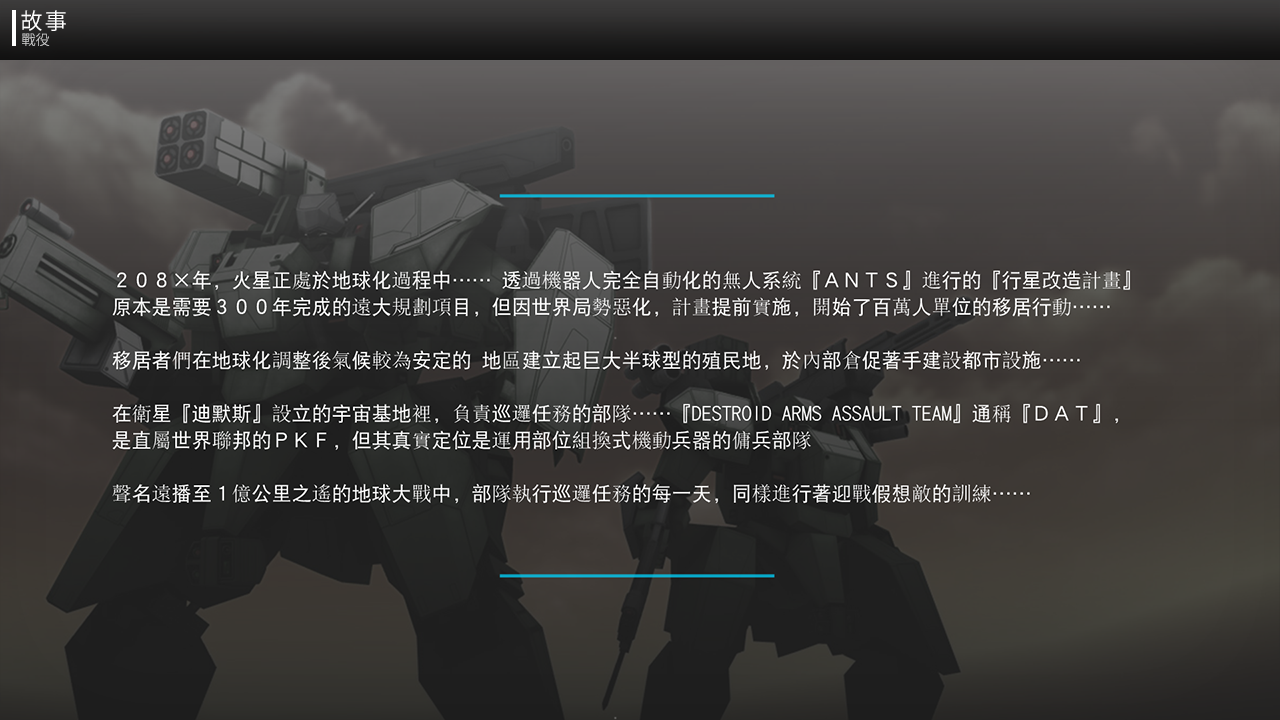 故事
戰役
２０８×年，火星正處於地球化過程中…… 透過機器人完全自動化的無人系統『ＡＮＴＳ』進行的『行星改造計畫』
原本是需要３００年完成的遠大規劃項目，但因世界局勢惡化，計畫提前實施，開始了百萬人單位的移居行動……
移居者們在地球化調整後氣候較為安定的 地區建立起巨大半球型的殖民地，於內部倉促著手建設都市設施……
在衛星『迪默斯』設立的宇宙基地裡，負責巡邏任務的部隊……『DESTROID ARMS ASSAULT TEAM』通稱『ＤＡＴ』，
是直屬世界聯邦的ＰＫＦ，但其真實定位是運用部位組換式機動兵器的傭兵部隊
聲名遠播至１億公里之遙的地球大戰中，部隊執行巡邏任務的每一天，同樣進行著迎戰假想敵的訓練……